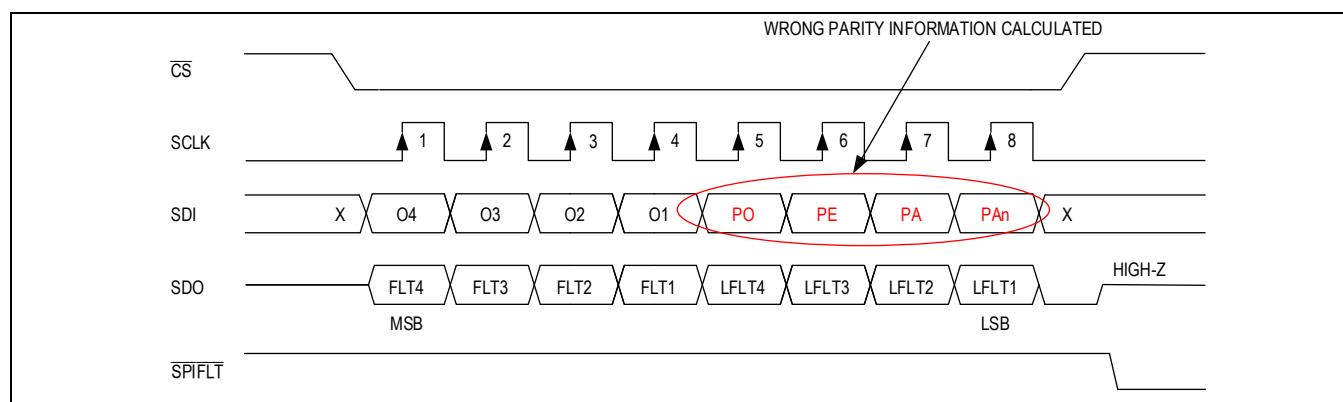 WRONG PARITY INFORMATION CALCULATED
CS
SCLK 1 2 3 4 5 6 7 8
SDI X O4 O3 O2 O1 PO PE PA PAn X
HIGH-Z
SDO FLT4 FLT3 FLT2 FLT1 LFLT4 LFLT3 LFLT2 LFLT1
MSB LSB
SPIFLT